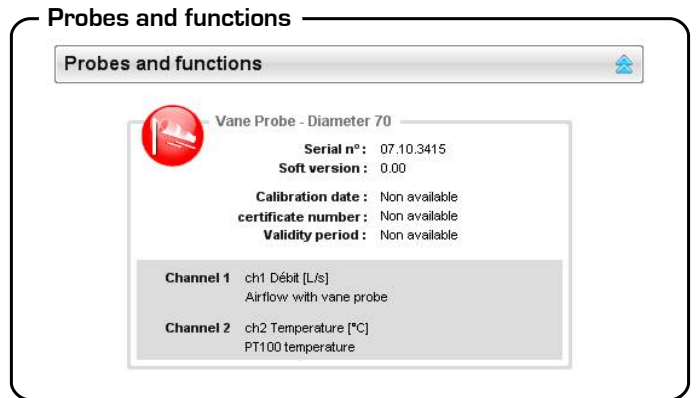 Probes and functions
Probes and functions
Vane Probe - Diameter 70
Serial n° : 07.10.3415
Soft version : 0.00
Calibration date : Non available
certificate number : Non available
Validity period : Non available
Channel 1 ch1 Débit [L/s]
Airflow with vane probe
Channel 2 ch2 Temperature [°C]
PT100 temperature